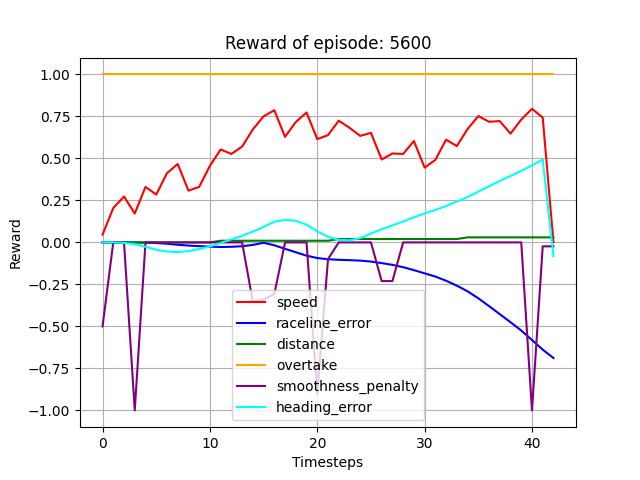 Reward of episode: 5600
1.00
0.75
0.50
0.25
0.00
−0.25
−0.50
−0.75
−1.00
Reward
speed
raceline_error
distance
overtake
smoothness_penalty
heading_error
0 10 20 30 40
Timesteps